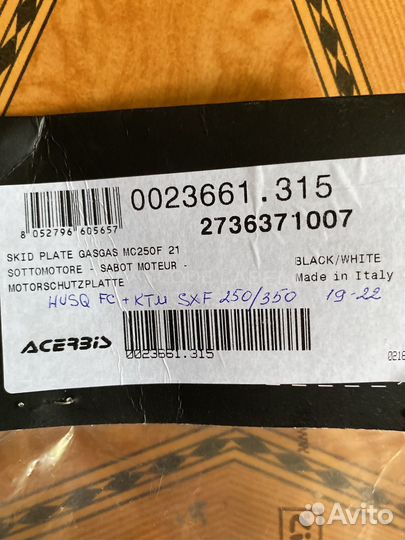 0023661.315
8 052796 605657
2736371007
SKID PLATE GASGAS MC250F 21
SOTTOMOTORE - SABOT MOTEUR -
MOTORSCHUTZPLATTE
BLACK/WHITE
Made in Italy
HUSQ FC + KTM SXF 250/350 19-22
ACERBIS
0023661.315
Avito